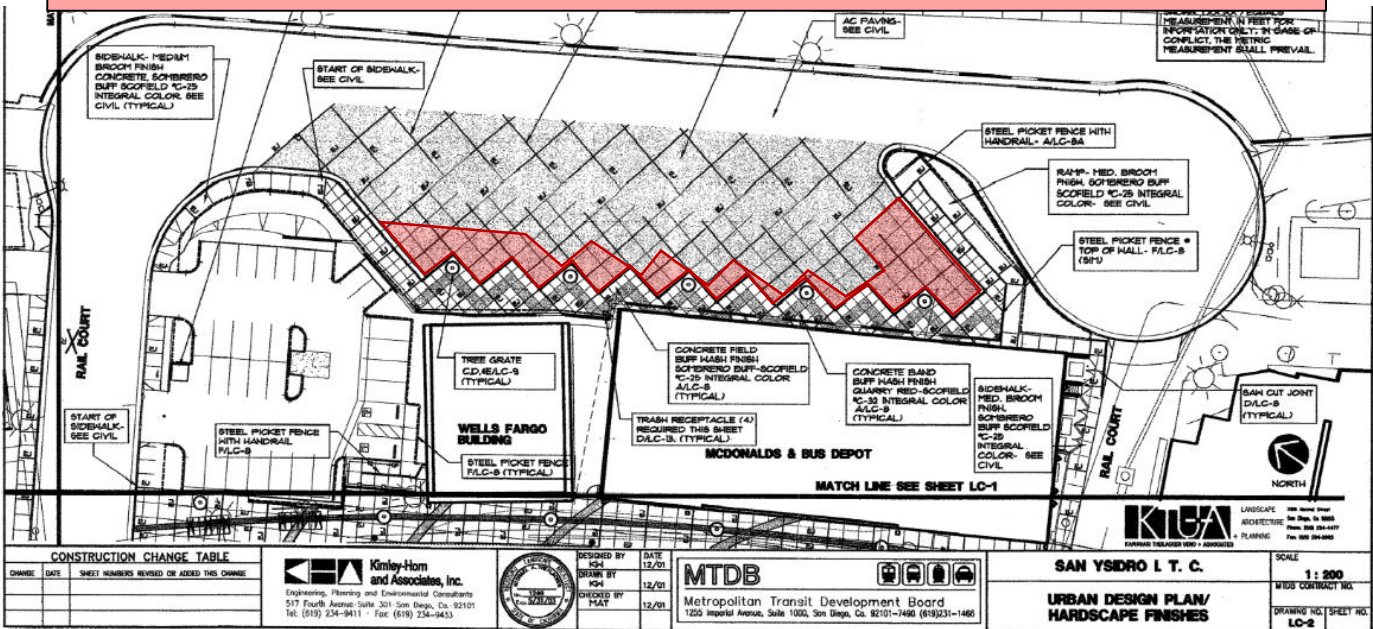 AC PAVING-
SEE CIVIL
MEASUREMENT IN FEET FOR
INFORMATION ONLY. IN CASE OF
CONFLICT, THE METRIC
MEASUREMENT SHALL PREVAIL.
SIDEWALK- MEDIUM
BROOM FINISH
CONCRETE, SOMBRERO
BUFF SCOFIELD #C-25
INTEGRAL COLOR. SEE
CIVIL (TYPICAL)
START OF SIDEWALK-
SEE CIVIL
STEEL PICKET FENCE WITH
HANDRAIL- A/LC-8A
RAMP- MED. BROOM
FINISH, SOMBRERO BUFF
SCOFIELD #C-25 INTEGRAL
COLOR- SEE CIVIL
STEEL PICKET FENCE @
TOP OF WALL- F/LC-8
(SIM)
RAIL COURT
TREE GRATE
C,D,4E/LC-9
(TYPICAL)
CONCRETE FIELD
BUFF WASH FINISH
SOMBRERO BUFF-SCOFIELD
#C-25 INTEGRAL COLOR
A/LC-8
(TYPICAL)
CONCRETE BAND
BUFF WASH FINISH
QUARRY RED-SCOFIELD
#C-32 INTEGRAL COLOR
A/LC-8
(TYPICAL)
SIDEWALK-
MED. BROOM
FINISH.
SOMBRERO
BUFF SCOFIELD
#C-25
INTEGRAL
COLOR- SEE
CIVIL
SAW CUT JOINT
D/LC-8
(TYPICAL)
START OF
SIDEWALK-
SEE CIVIL
STEEL PICKET FENCE
WITH HANDRAIL
F/LC-8
WELLS FARGO
BUILDING
STEEL PICKET FENCE
F/LC-8 (TYPICAL)
TRASH RECEPTACLE (4)
REQUIRED THIS SHEET
D/LC-13. (TYPICAL)
MCDONALDS & BUS DEPOT
RAIL COURT
NORTH
MATCH LINE SEE SHEET LC-1
KTU+A
LANDSCAPE
ARCHITECTURE
+ PLANNING
CONSTRUCTION CHANGE TABLE
CHANGE DATE SHEET NUMBERS REVISED OR ADDED THIS CHANGE
Kimley-Horn
and Associates, Inc.
Engineering, Planning and Environmental Consultants
517 Fourth Avenue·Suite 301·San Diego, Ca.·92101
Tel: (619) 234-9411 · Fax: (619) 234-9433
DESIGNED BY DATE
KW 12/01
DRAWN BY
KW 12/01
CHECKED BY
MAT 12/01
MTDB
Metropolitan Transit Development Board
1255 Imperial Avenue, Suite 1000, San Diego, Ca. 92101-7490 (619)231-1466
SAN YSIDRO I. T. C.
URBAN DESIGN PLAN/
HARDSCAPE FINISHES
SCALE
1 : 200
MTDB CONTRACT NO.
DRAWING NO. SHEET NO.
LC-2